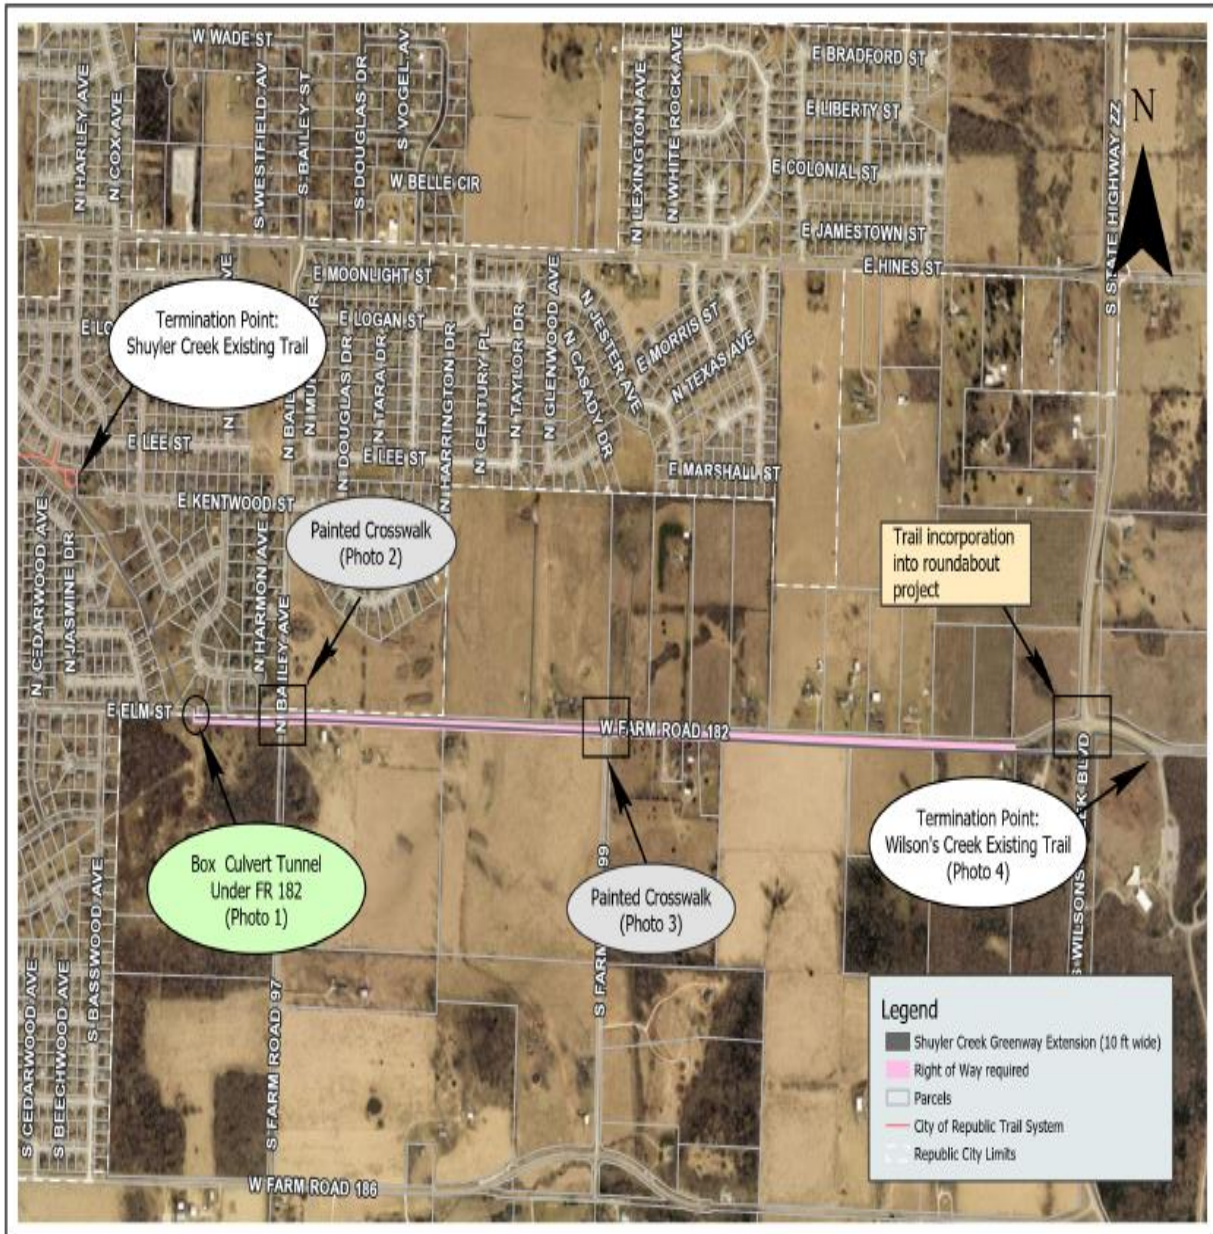 W WADE ST
N HARLEY AVE
N COX AVE
S WESTFIELD AV
S BAILEY ST
S DOUGLAS DR
S VOGEL AV
W BELLE CIR
N LEXINGTON AVE
N WHITE ROCK AVE
E BRADFORD ST
E LIBERTY ST
E COLONIAL ST
E JAMESTOWN ST
E HINES ST
S STATE HIGHWAY ZZ
N
E MOONLIGHT ST
E LOGAN ST
Termination Point:
Shuyler Creek Existing Trail
N DOUGLAS DR
N TARA DR
N HARRINGTON DR
N CENTURY PL
N TAYLOR DR
N GLENWOOD AVE
N CASADY DR
N JESTER AVE
E MORRIS ST
N TEXAS AVE
E LEE ST
E LEE ST
E MARSHALL ST
E KENTWOOD ST
N CEDARWOOD AVE
N JASMINE DR
N HARMON AVE
N BAILEY AVE
Painted Crosswalk
(Photo 2)
Trail incorporation
into roundabout
project
E ELM ST
W FARM ROAD 182
Box Culvert Tunnel
Under FR 182
(Photo 1)
Painted Crosswalk
(Photo 3)
Termination Point:
Wilson's Creek Existing Trail
(Photo 4)
S CEDARWOOD AVE
S BEECHWOOD AVE
S BASSWOOD AVE
S FARM ROAD 97
S FARM
99
S WILSONS
EK BLVD
W FARM ROAD 186
Legend
Shuyler Creek Greenway Extension (10 ft wide)
Right of Way required
Parcels
City of Republic Trail System
Republic City Limits